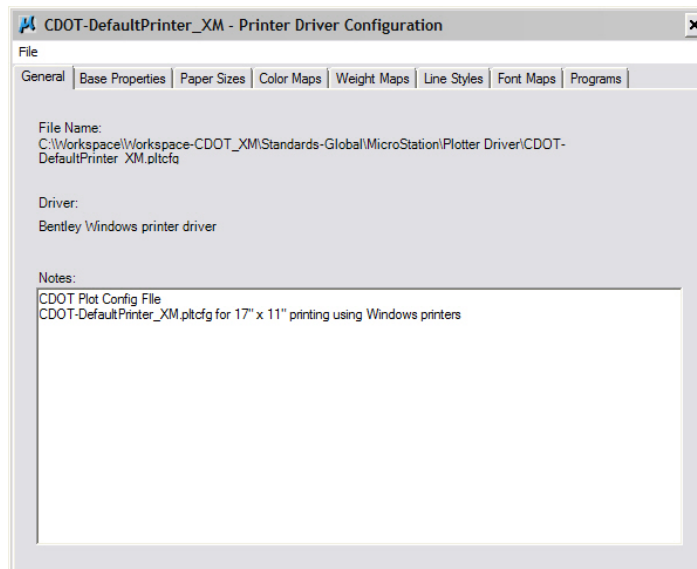 CDOT-DefaultPrinter_XM - Printer Driver Configuration
File
General Base Properties Paper Sizes Color Maps Weight Maps Line Styles Font Maps Programs
File Name:
C:\Workspace\Workspace-CDOT_XM\Standards-Global\MicroStation\Plotter Driver\CDOT-
DefaultPrinter_XM.pltcfg
Driver:
Bentley Windows printer driver
Notes:
CDOT Plot Config FIle
CDOT-DefaultPrinter_XM.pltcfg for 17" x 11" printing using Windows printers